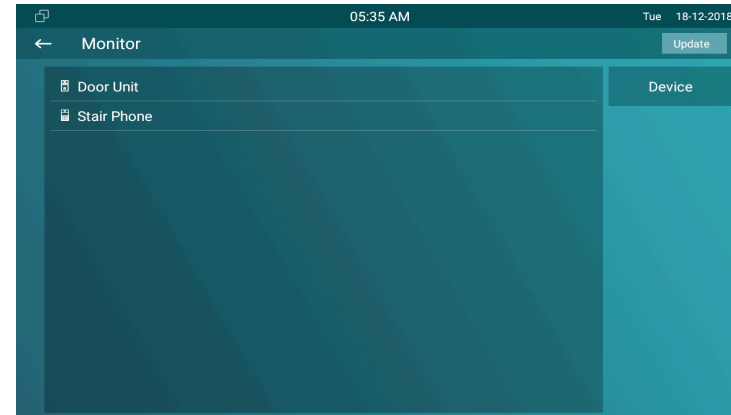 05:35 AM
Tue 18-12-2018
Monitor
Update
Door Unit
Device
Stair Phone